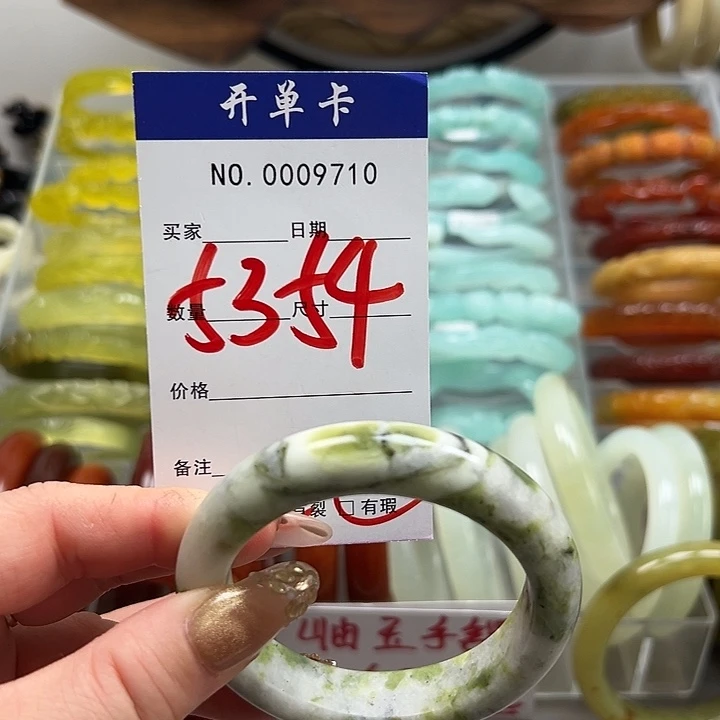 开单卡
NO.0009710
买家 日期
5354
数量 尺寸
价格
备注
裂 □有瑕
玉手